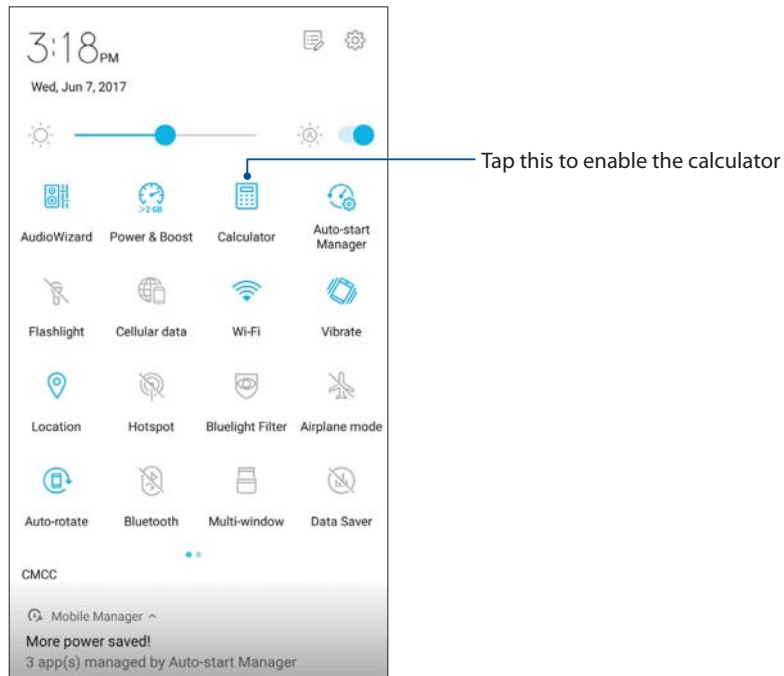 3:18PM
Wed, Jun 7, 2017
A
Tap this to enable the calculator
>2 GB
AudioWizard Power & Boost Calculator Auto-start
Manager
Flashlight Cellular data Wi-Fi Vibrate
Location Hotspot Bluelight Filter Airplane mode
Auto-rotate Bluetooth Multi-window Data Saver
CMCC
Mobile Manager
More power saved!
3 app(s) managed by Auto-start Manager